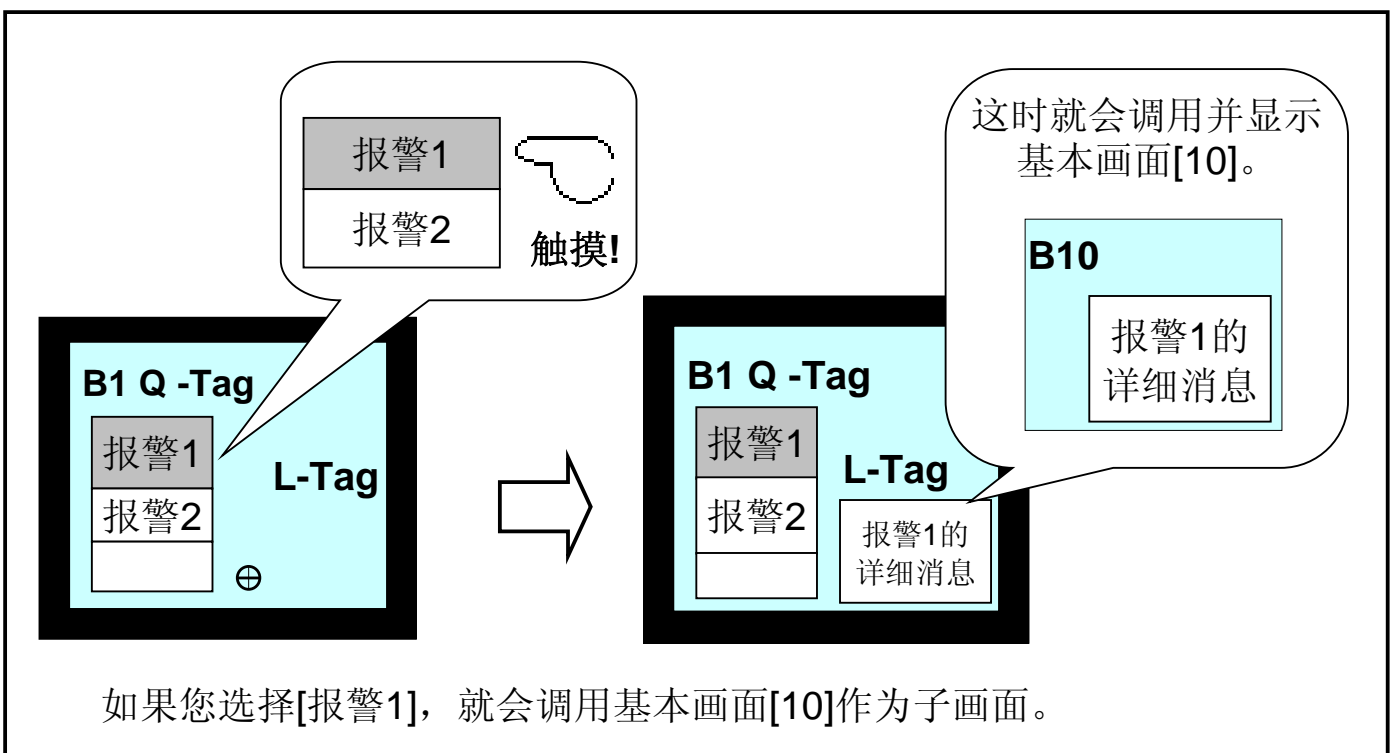 报警1
报警2
触摸!
B1 Q -Tag
报警1
报警2
L-Tag
这时就会调用并显示
基本画面[10]。
B10
报警1的
详细消息
B1 Q -Tag
报警1
报警2
L-Tag
报警1的
详细消息
如果您选择[报警1]，就会调用基本画面[10]作为子画面。